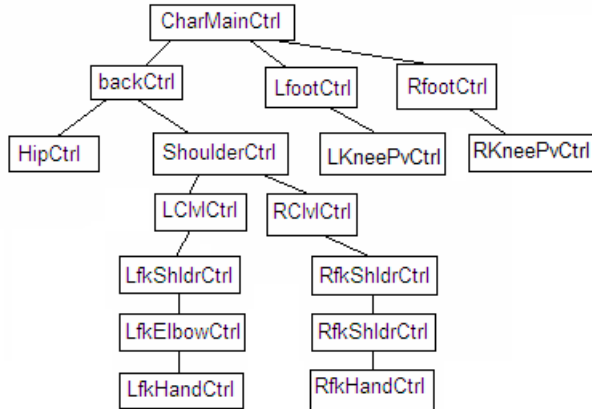 CharMainCtrl
backCtrl
LfootCtrl
RfootCtrl
HipCtrl
ShoulderCtrl
LKneePvCtrl
RKneePvCtrl
LClvlCtrl
RClvlCtrl
LfkShldrCtrl
RfkShldrCtrl
LfkElbowCtrl
RfkShldrCtrl
LfkHandCtrl
RfkHandCtrl